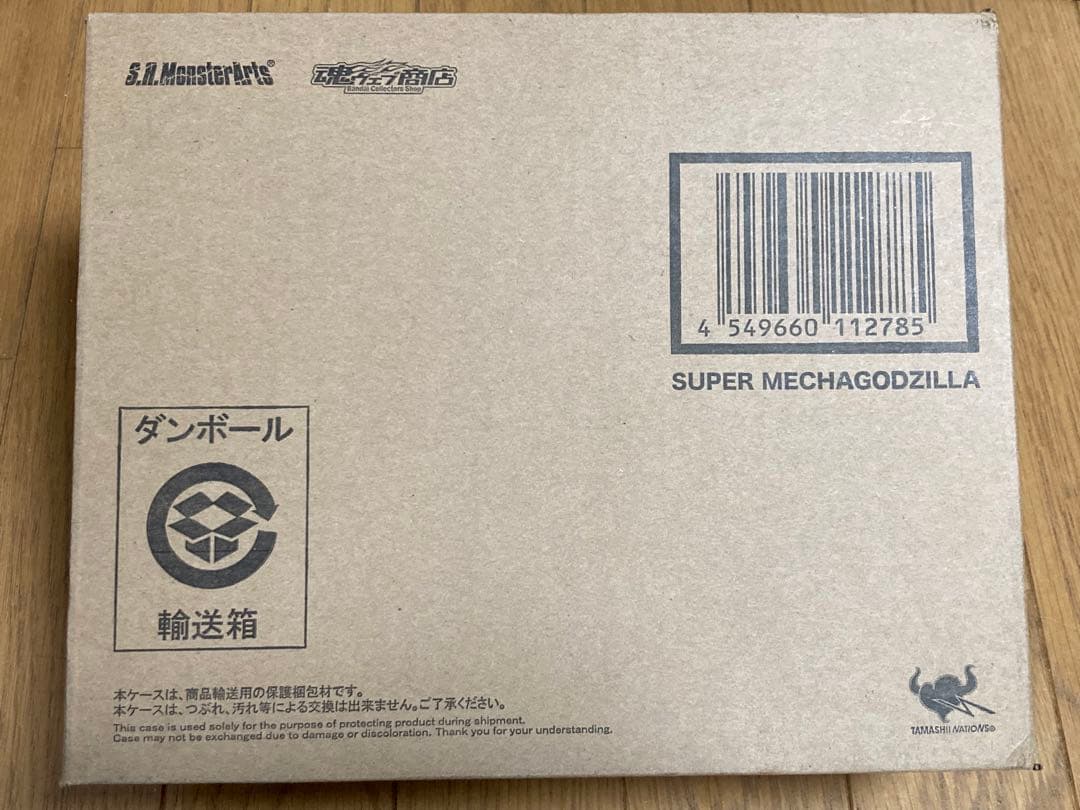 S.H.MonsterArts®
魂ウェブ商店
Bandai Collectors Shop
4 549660 112785
SUPER MECHAGODZILLA
ダンボール
輸送箱
本ケースは、商品輸送用の保護梱包材です。
本ケースは、つぶれ、汚れ等による交換は出来ません。ご了承ください。
This case is used solely for the purpose of protecting product during shipment.
Case may not be exchanged due to damage or discoloration. Thank you for your understanding.
TAMASHII NATIONS®